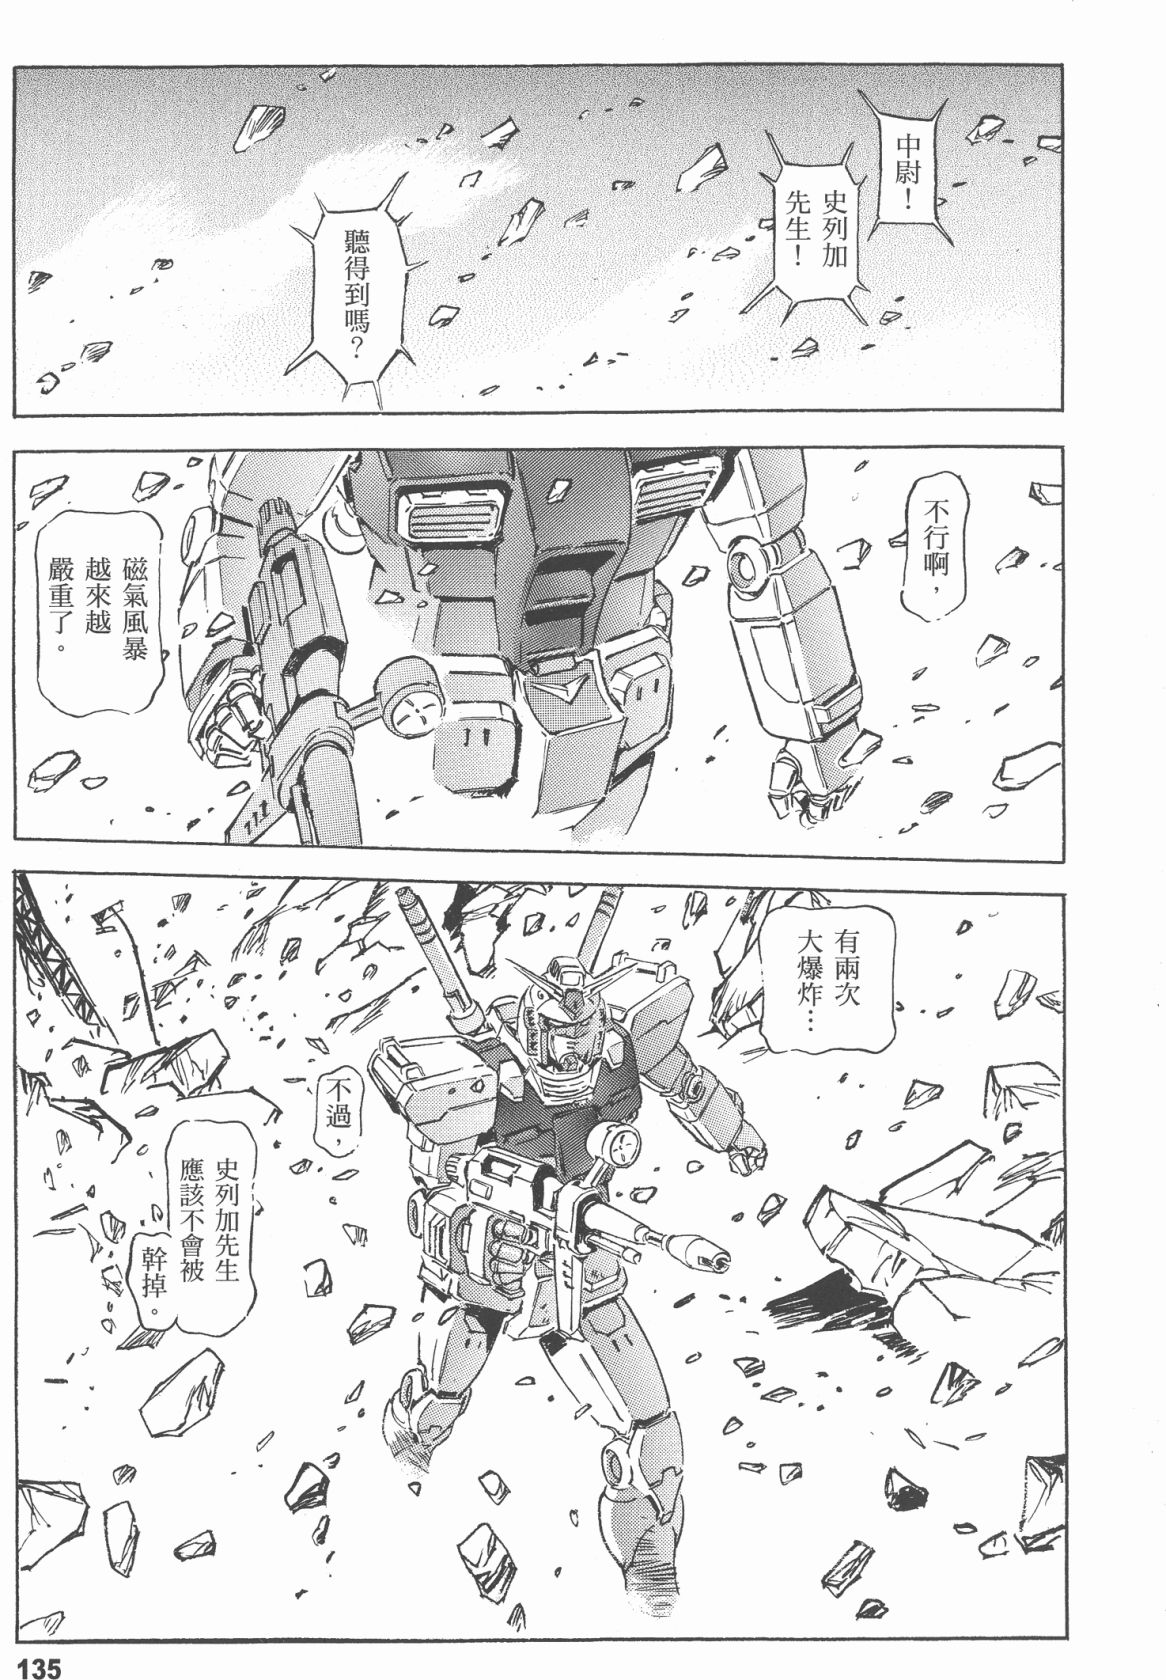 中尉！
史列加
先生！
聽得到嗎？
不行啊，
磁氣風暴
越來越
嚴重了。
有兩次
大爆炸…
不過，
史列加先生
應該不會被
幹掉。
135